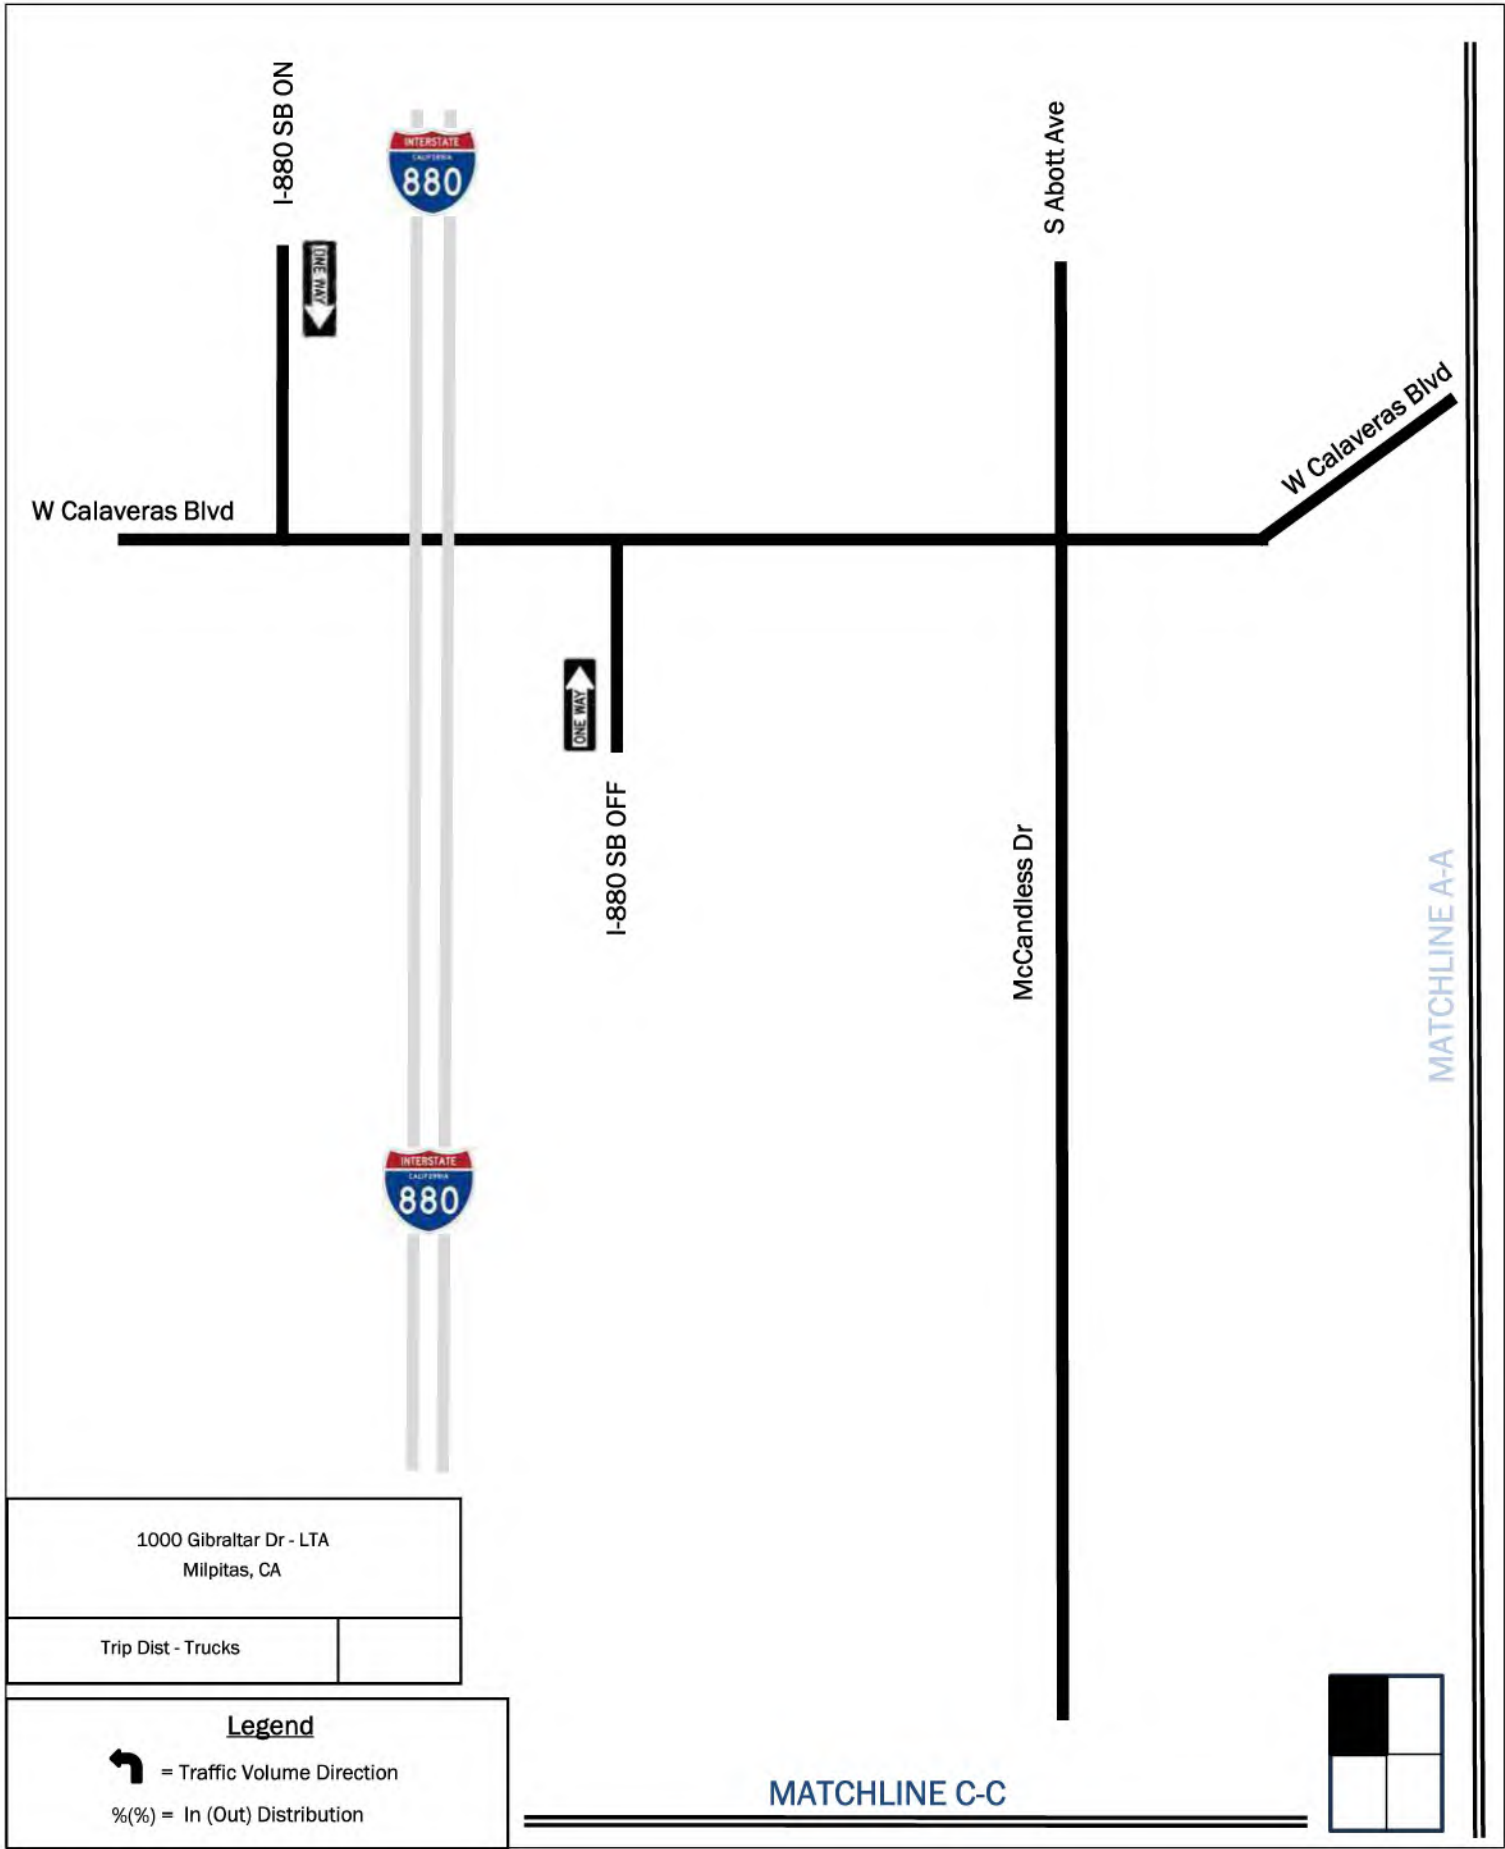 I-880 SB ON
INTERSTATE
CALIFORNIA
880
S Abott Ave
ONE WAY
W Calaveras Blvd
W Calaveras Blvd
ONE WAY
I-880 SB OFF
McCandless Dr
MATCHLINE A-A
INTERSTATE
CALIFORNIA
880
1000 Gibraltar Dr - LTA
Milpitas, CA
Trip Dist - Trucks
Legend
= Traffic Volume Direction
%(%) = In (Out) Distribution
MATCHLINE C-C